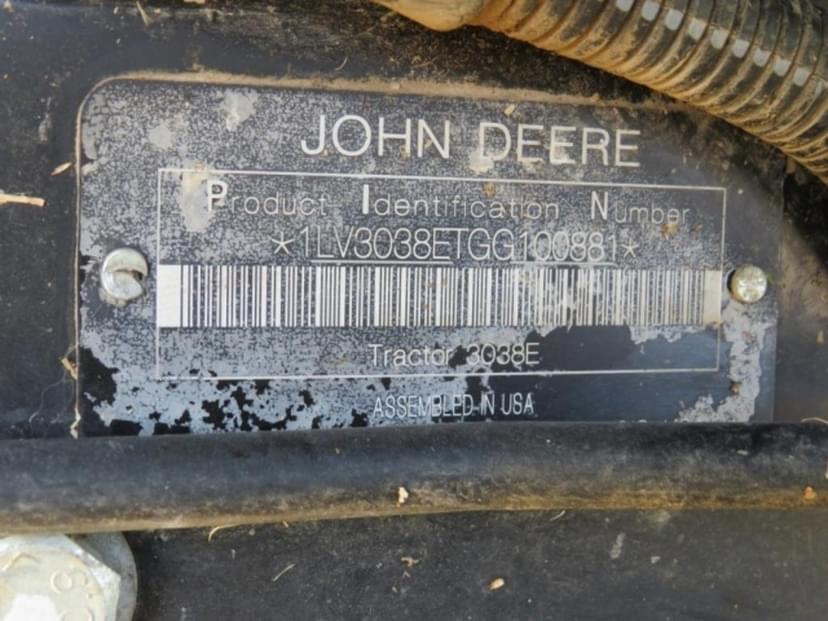 JOHN DEERE
Product Identification Number
*1LV3038ETGG100881*
Tractor 3038E
ASSEMBLED IN USA